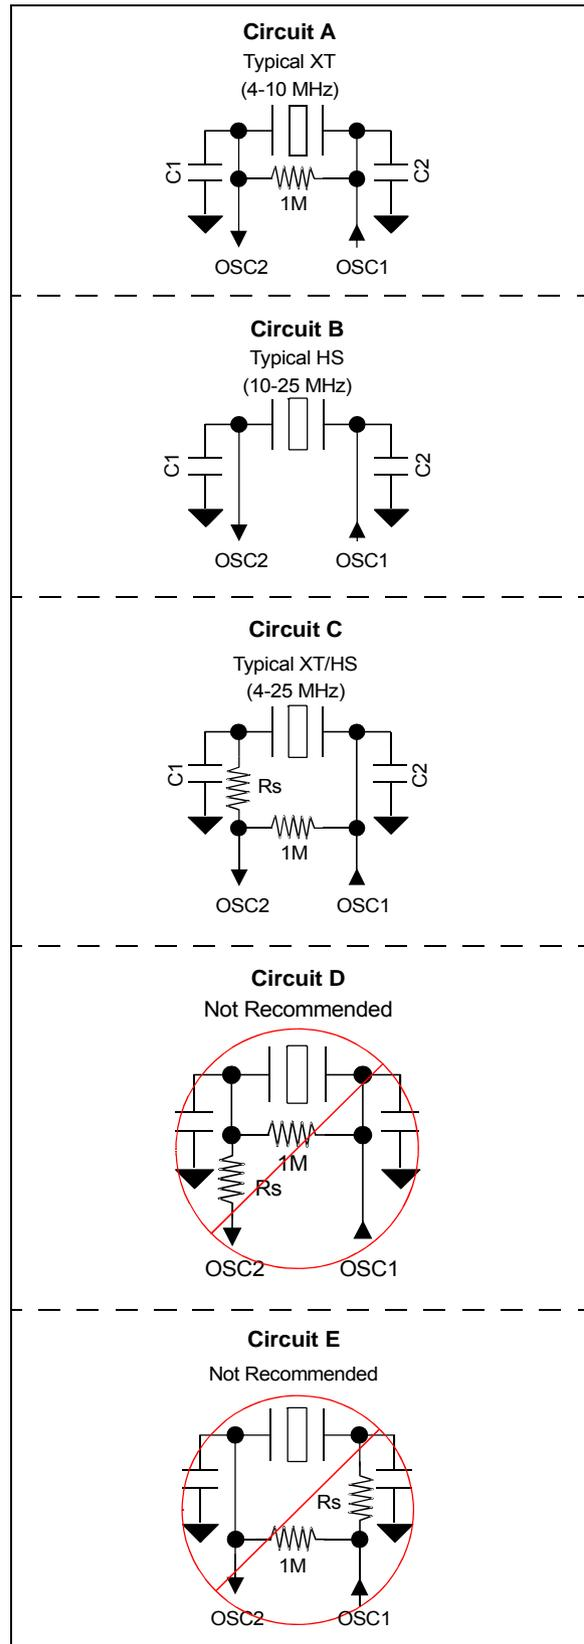 Circuit A
Typical XT
(4-10 MHz)
C1
C2
1M
OSC2
OSC1
Circuit B
Typical HS
(10-25 MHz)
C1
C2
OSC2
OSC1
Circuit C
Typical XT/HS
(4-25 MHz)
C1
Rs
C2
1M
OSC2
OSC1
Circuit D
Not Recommended
1M
Rs
OSC2
OSC1
Circuit E
Not Recommended
Rs
1M
OSC2
OSC1